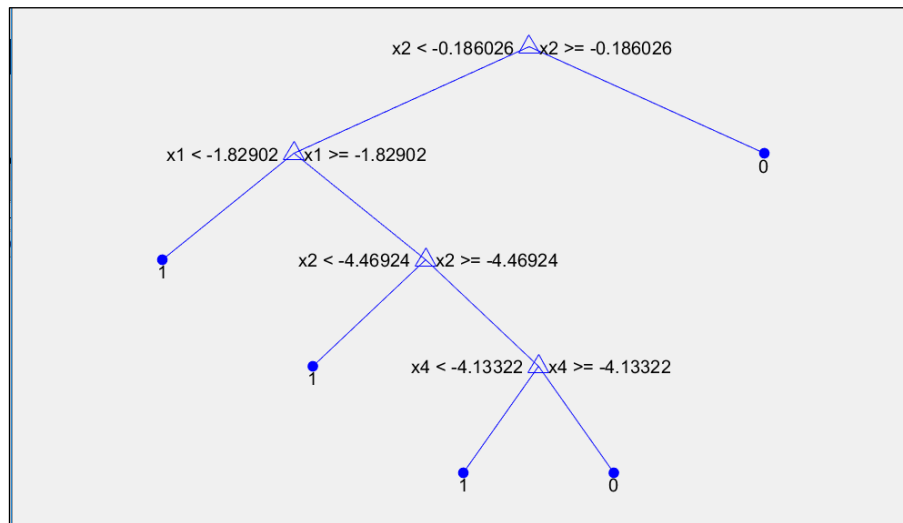 x2 < -0.186026 x2 >= -0.186026
x1 < -1.82902 x1 >= -1.82902
0
1
x2 < -4.46924 x2 >= -4.46924
1
x4 < -4.13322 x4 >= -4.13322
1
0